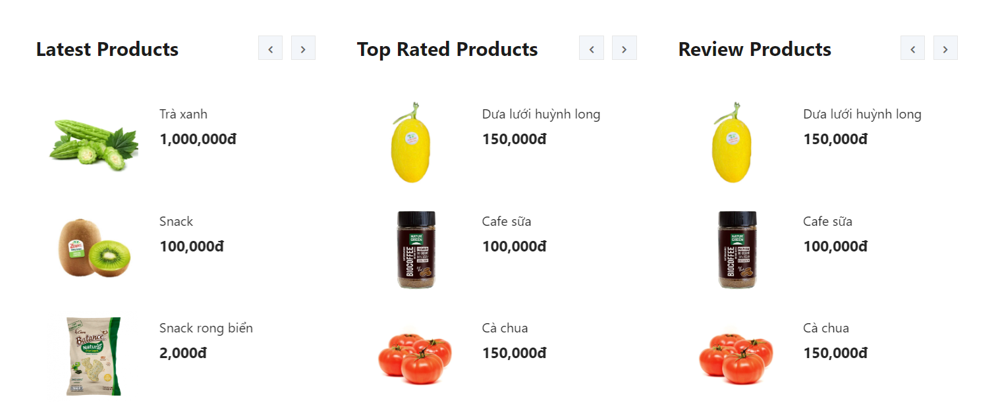 Latest Products
Trà xanh
1,000,000đ
Snack
100,000đ
Balance
Natural
Snack rong biển
2,000đ
Top Rated Products
Dưa lưới huỳnh long
150,000đ
NATUR
GREEN
PREMIUM
BIOCOFFEE
Cafe sữa
100,000đ
Cà chua
150,000đ
Review Products
Dưa lưới huỳnh long
150,000đ
NATUR
GREEN
PREMIUM
BIOCOFFEE
Cafe sữa
100,000đ
Cà chua
150,000đ